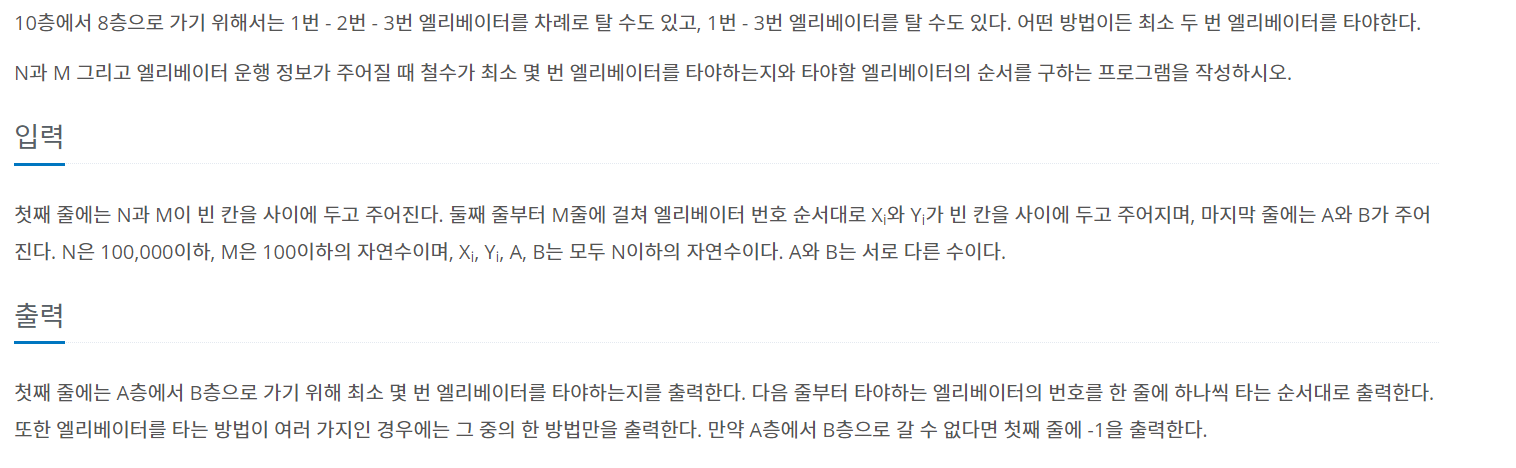 10층에서 8층으로 가기 위해서는 1번 - 2번 - 3번 엘리베이터를 차례로 탈 수도 있고, 1번 - 3번 엘리베이터를 탈 수도 있다. 어떤 방법이든 최소 두 번 엘리베이터를 타야한다.
N과 M 그리고 엘리베이터 운행 정보가 주어질 때 철수가 최소 몇 번 엘리베이터를 타야하는지와 타야할 엘리베이터의 순서를 구하는 프로그램을 작성하시오.
입력
첫째 줄에는 N과 M이 빈 칸을 사이에 두고 주어진다. 둘째 줄부터 M줄에 걸쳐 엘리베이터 번호 순서대로 Xi와 Yi가 빈 칸을 사이에 두고 주어지며, 마지막 줄에는 A와 B가 주어
진다. N은 100,000이하, M은 100이하의 자연수이며, Xi, Yi, A, B는 모두 N이하의 자연수이다. A와 B는 서로 다른 수이다.
출력
첫째 줄에는 A층에서 B층으로 가기 위해 최소 몇 번 엘리베이터를 타야하는지를 출력한다. 다음 줄부터 타야하는 엘리베이터의 번호를 한 줄에 하나씩 타는 순서대로 출력한다.
또한 엘리베이터를 타는 방법이 여러 가지인 경우에는 그 중의 한 방법만을 출력한다. 만약 A층에서 B층으로 갈 수 없다면 첫째 줄에 -1을 출력한다.